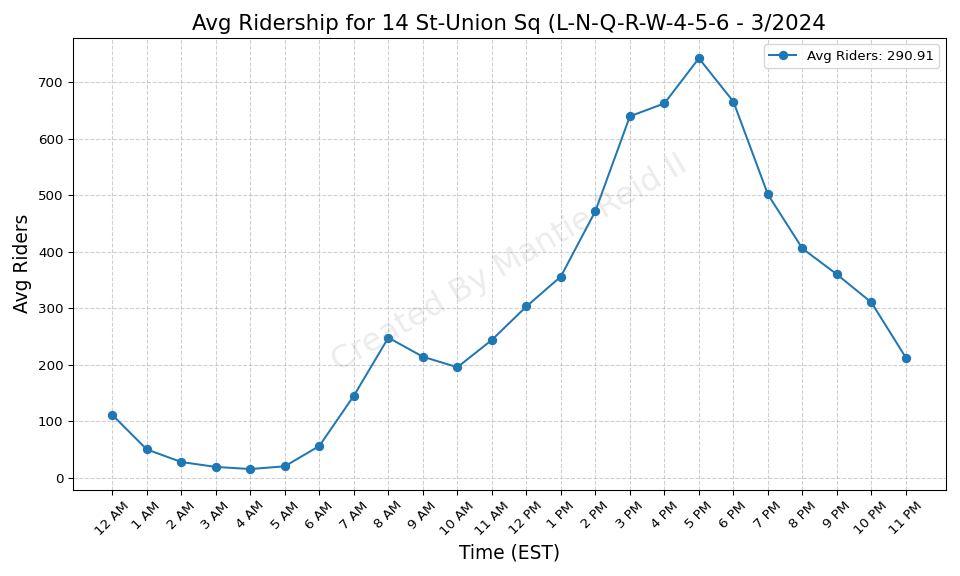 Avg Ridership for 14 St-Union Sq (L-N-Q-R-W-4-5-6 - 3/2024
Avg Riders: 290.91
Avg Riders
700
600
500
400
300
200
100
0
Created By Mantie Reid II
12 AM
1 AM
2 AM
3 AM
4 AM
5 AM
6 AM
7 AM
8 AM
9 AM
10 AM
11 AM
12 PM
1 PM
2 PM
3 PM
4 PM
5 PM
6 PM
7 PM
8 PM
9 PM
10 PM
11 PM
Time (EST)